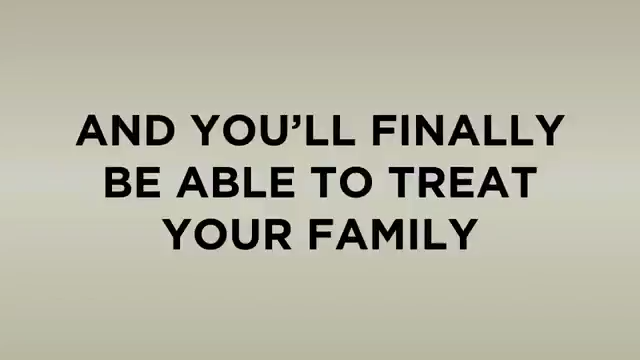 AND YOU’LL FINALLY
BE ABLE TO TREAT
YOUR FAMILY